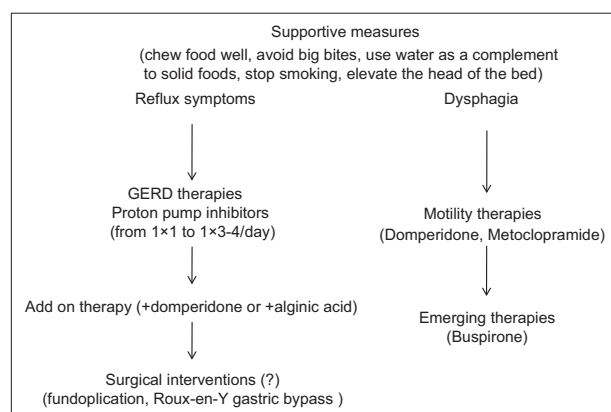 Supportive measures
(chew food well, avoid big bites, use water as a complement
to solid foods, stop smoking, elevate the head of the bed)
Reflux symptoms
Dysphagia
GERD therapies
Proton pump inhibitors
(from 1×1 to 1×3-4/day)
Motility therapies
(Domperidone, Metoclopramide)
Add on therapy (+domperidone or +alginic acid)
Emerging therapies
(Buspirone)
Surgical interventions (?)
(fundoplication, Roux-en-Y gastric bypass )